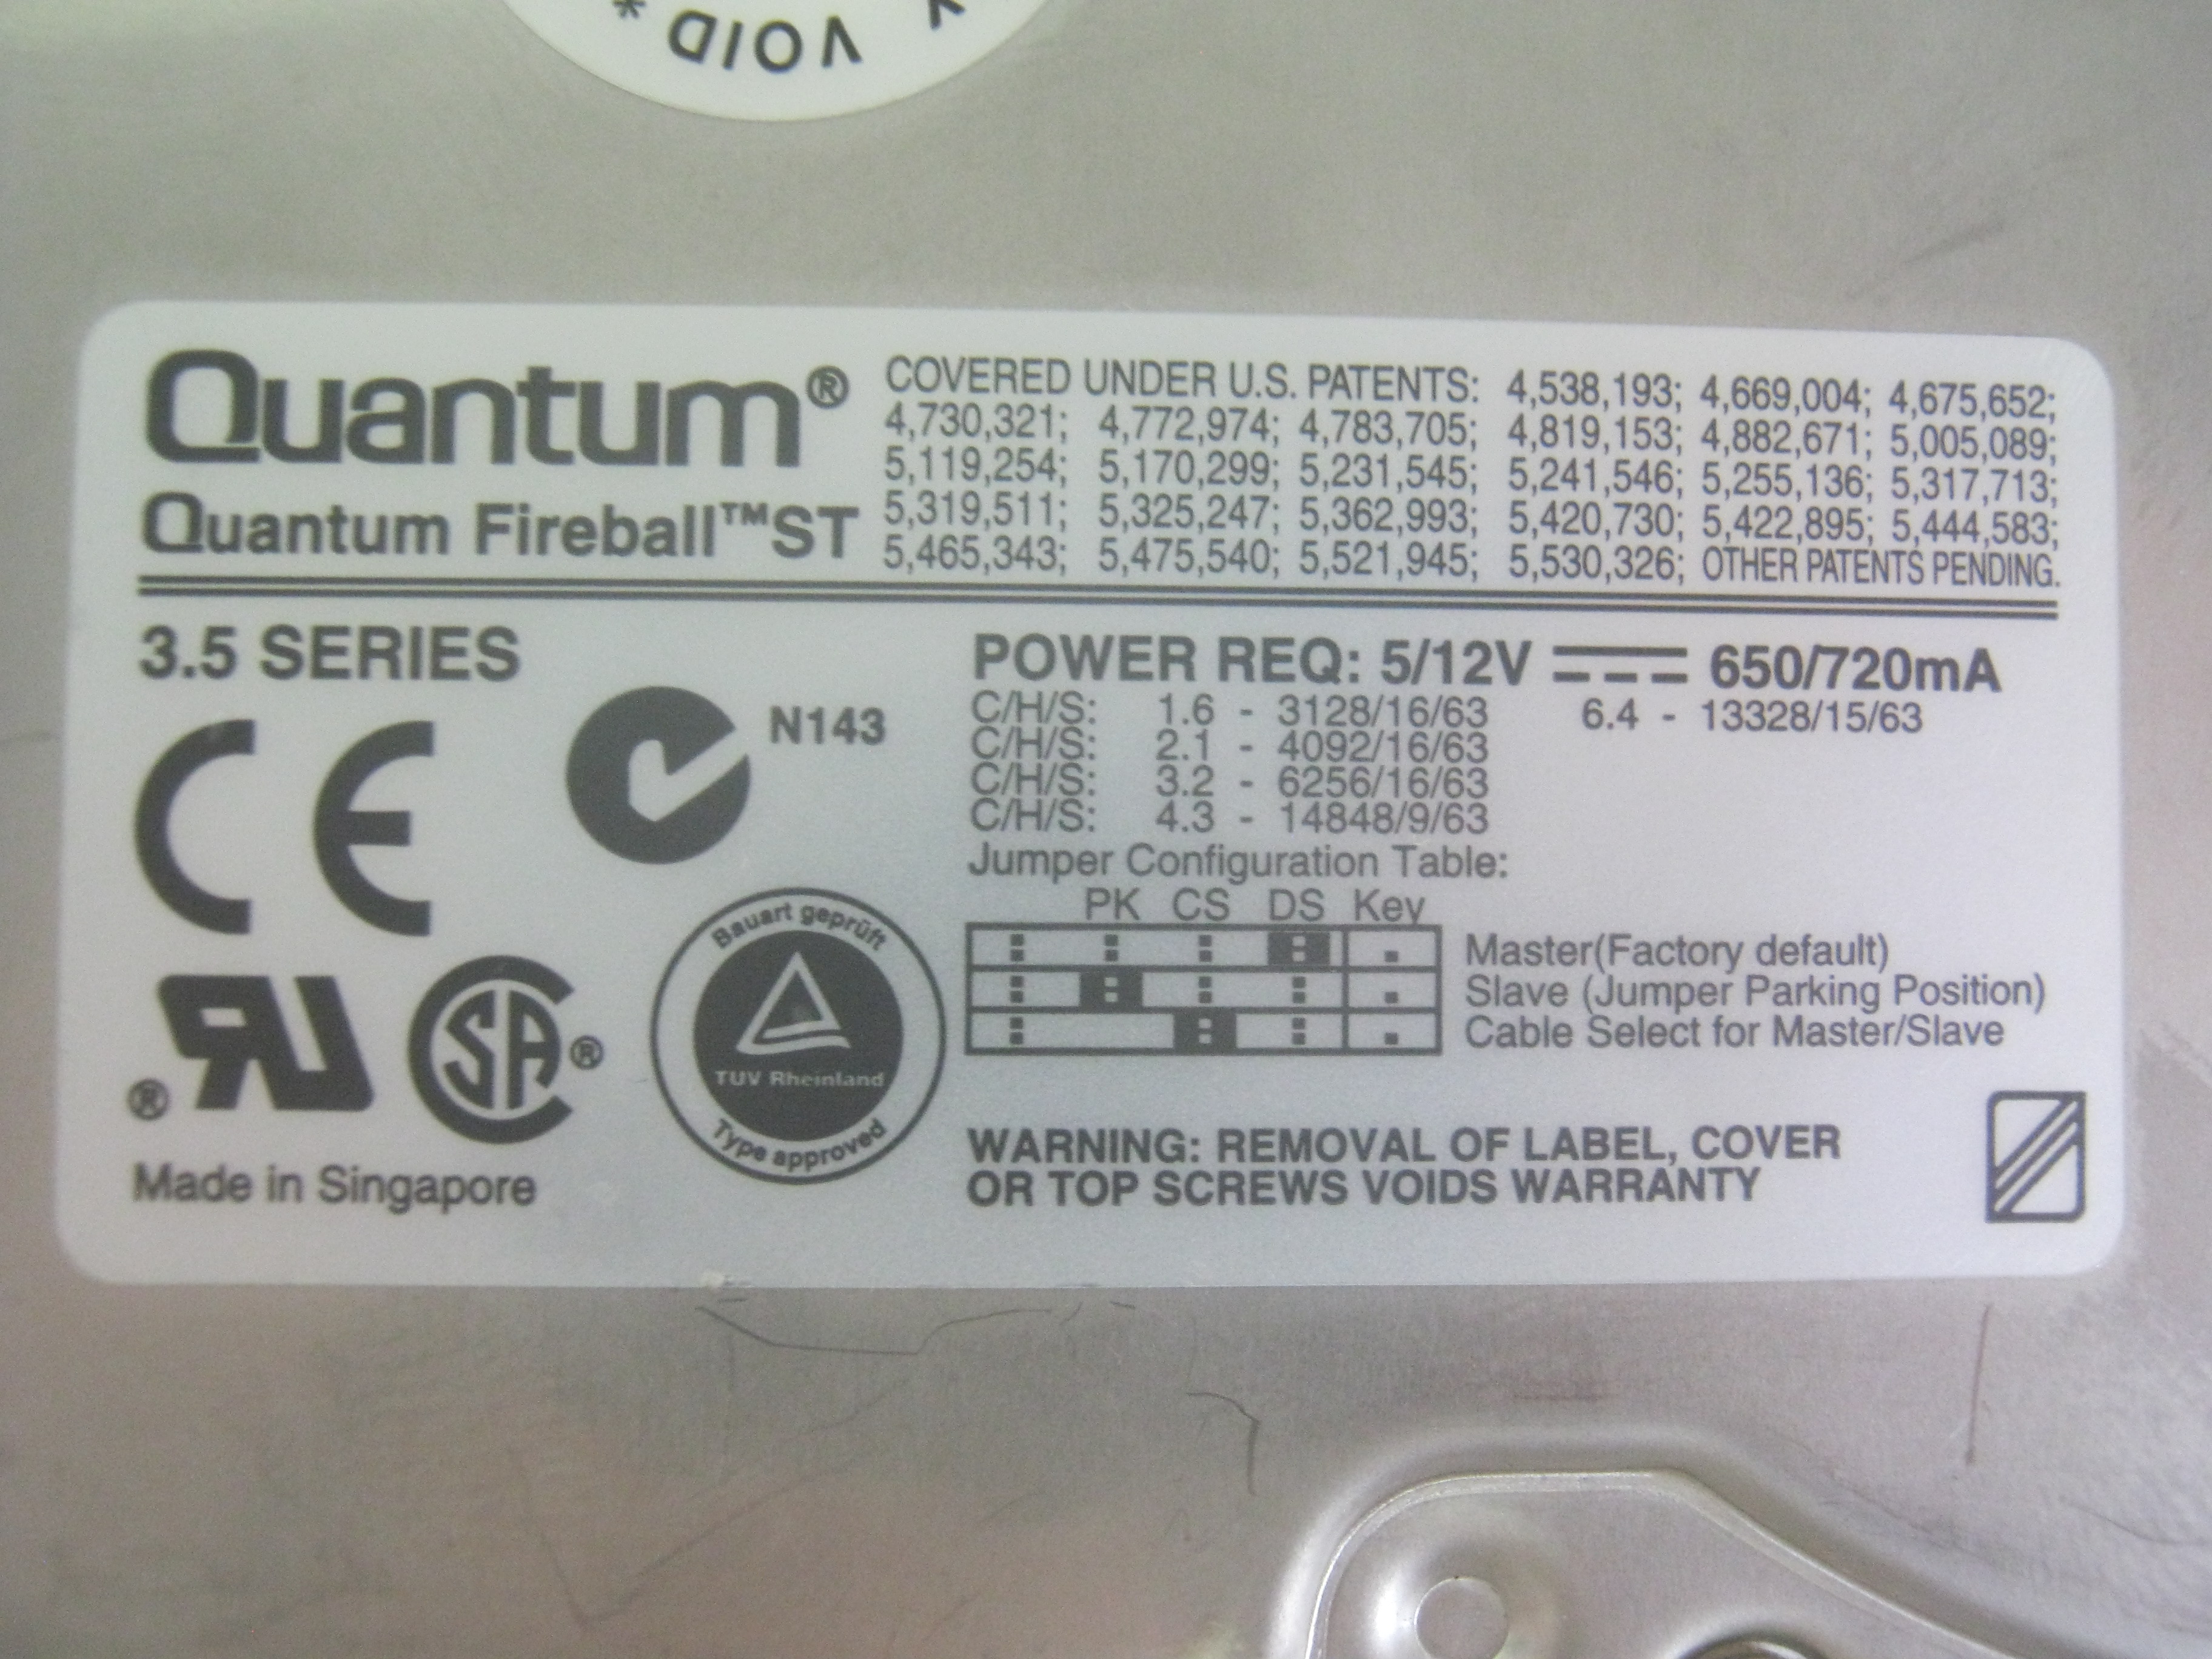 * VOID
Quantum®
Quantum Fireball™ST
COVERED UNDER U.S. PATENTS: 4,538,193; 4,669,004; 4,675,652;
4,730,321; 4,772,974; 4,783,705; 4,819,153; 4,882,671; 5,005,089;
5,119,254; 5,170,299; 5,231,545; 5,241,546; 5,255,136; 5,317,713;
5,319,511; 5,325,247; 5,362,993; 5,420,730; 5,422,895; 5,444,583;
5,465,343; 5,475,540; 5,521,945; 5,530,326; OTHER PATENTS PENDING.
3.5 SERIES
CE
N143
Bauart geprüft
TUV Rheinland
Type approved
RU®
SA®
Made in Singapore
POWER REQ: 5/12V 650/720mA
C/H/S: 1.6 - 3128/16/63 6.4 - 13328/15/63
C/H/S: 2.1 - 4092/16/63
C/H/S: 3.2 - 6256/16/63
C/H/S: 4.3 - 14848/9/63
Jumper Configuration Table:
PK CS DS Key
Master(Factory default)
Slave (Jumper Parking Position)
Cable Select for Master/Slave
WARNING: REMOVAL OF LABEL, COVER
OR TOP SCREWS VOIDS WARRANTY